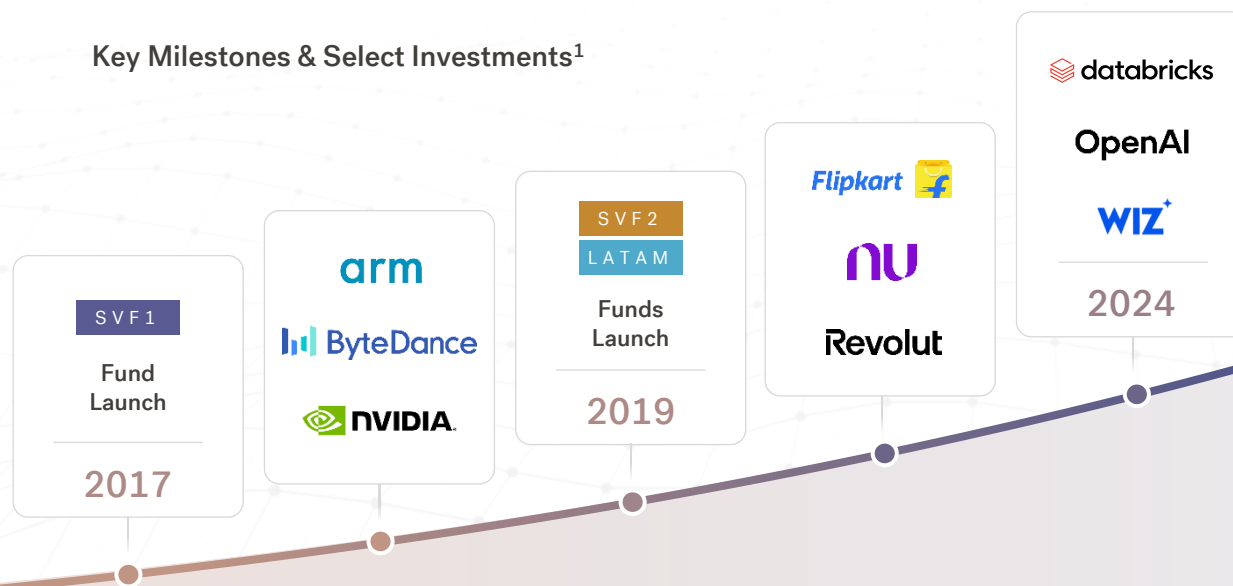 Key Milestones & Select Investments¹
SVF1
Fund
Launch
2017
arm
ByteDance
NVIDIA.
SVF2
LATAM
Funds
Launch
2019
Flipkart
f
nu
Revolut
databricks
OpenAI
WIZ
2024